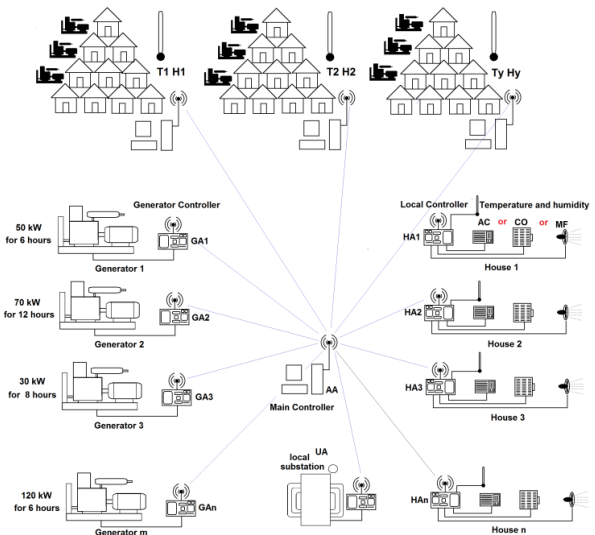 T1 H1
T2 H2
Ty Hy
Generator Controller
50 kW
for 6 hours
GA1
Generator 1
70 kW
for 12 hours
GA2
Generator 2
30 kW
for 8 hours
GA3
Generator 3
120 kW
for 6 hours
GAn
Generator m
AA
Main Controller
UA
local
substation
Local Controller Temperature and humidity
AC or CO or MF
HA1
House 1
HA2
House 2
HA3
House 3
HAn
House n